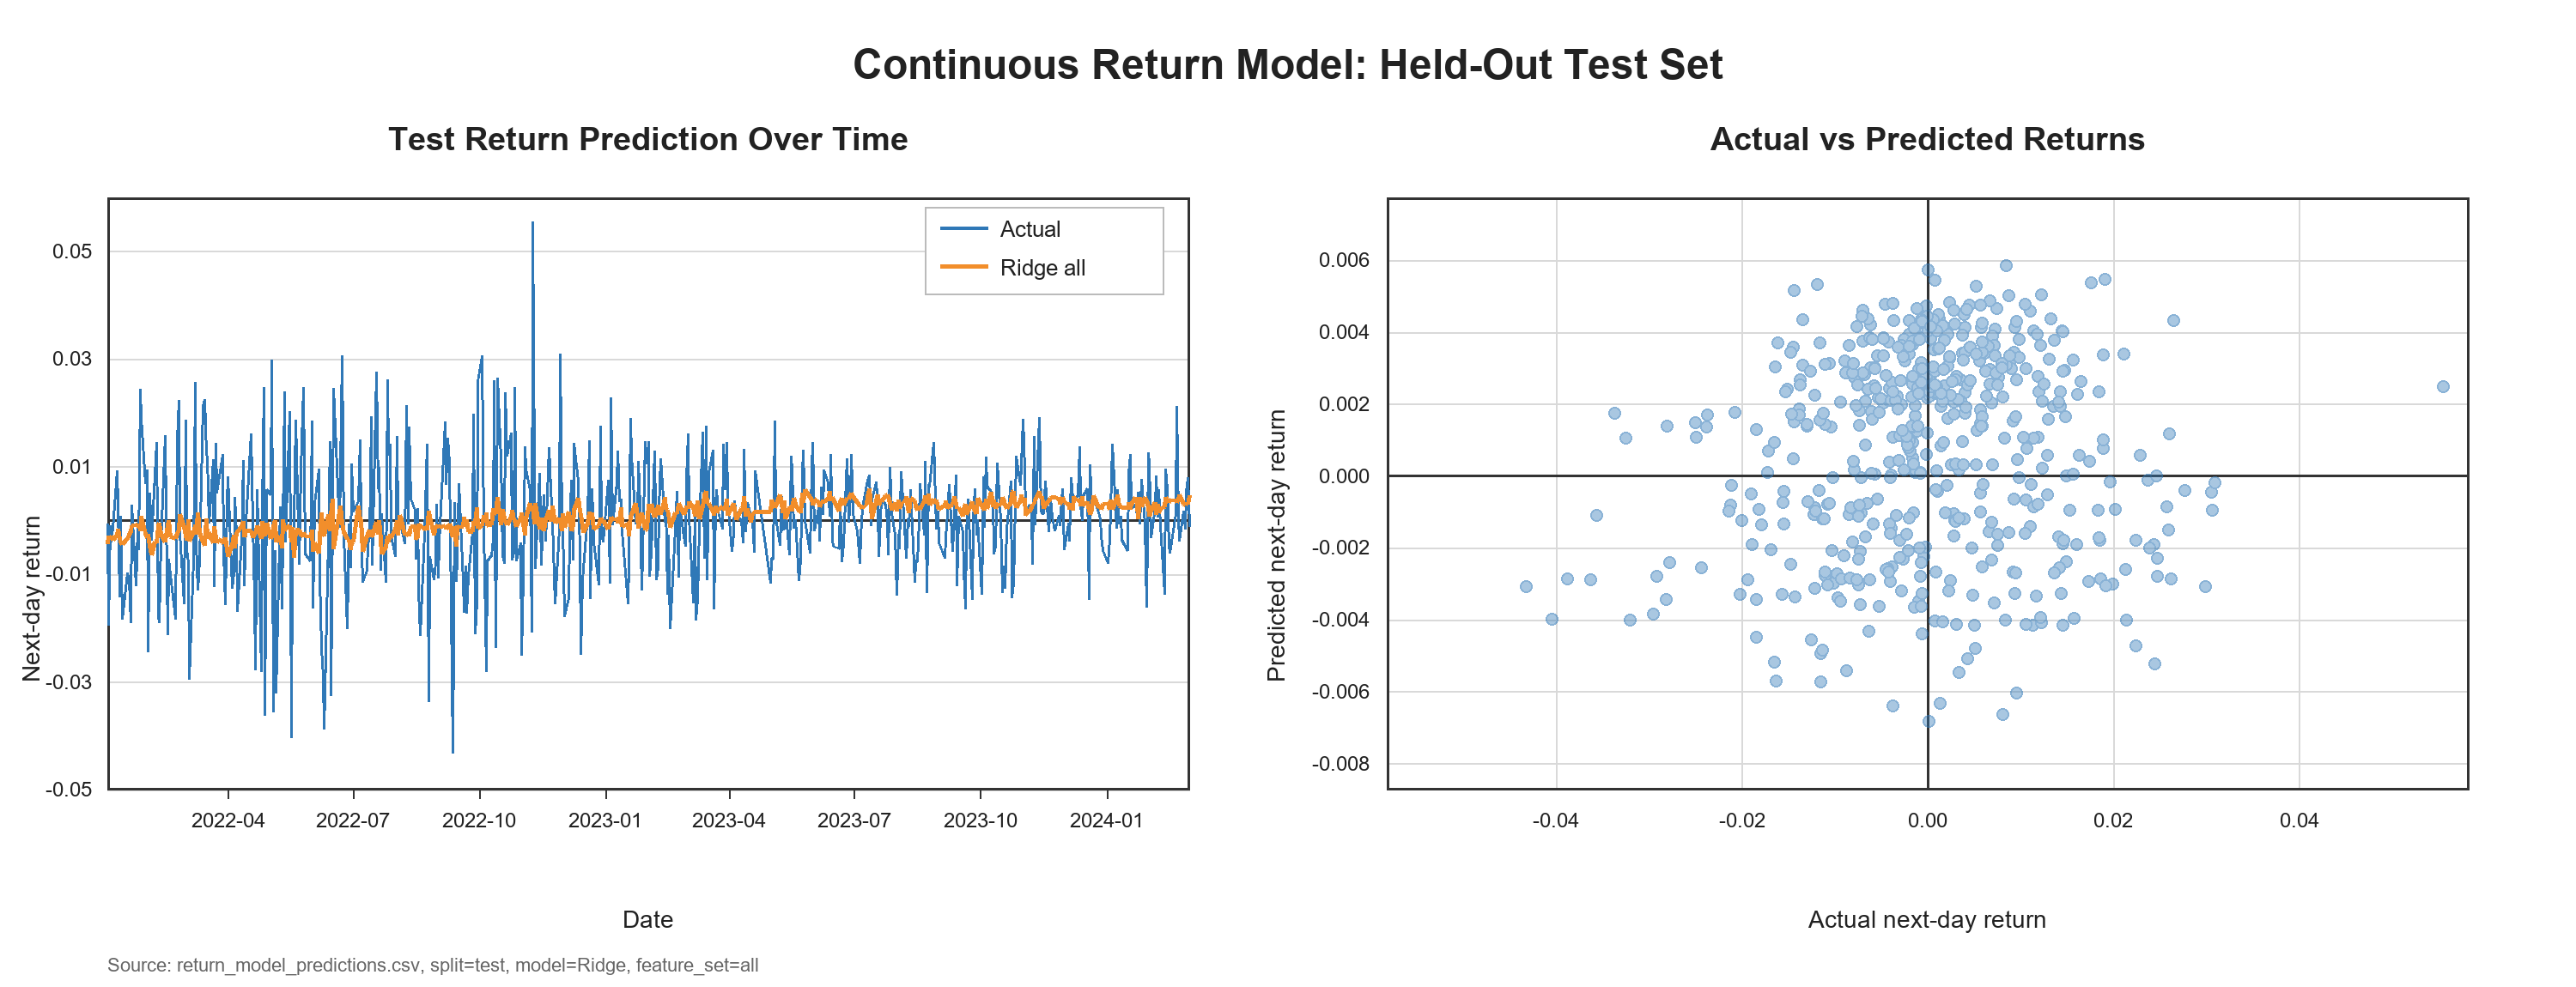 Continuous Return Model: Held-Out Test Set
Test Return Prediction Over Time
Actual
Ridge all
0.05
0.03
0.01
-0.01
-0.03
-0.05
Next-day return
2022-04 2022-07 2022-10 2023-01 2023-04 2023-07 2023-10 2024-01
Date
Actual vs Predicted Returns
0.006
0.004
0.002
0.000
-0.002
-0.004
-0.006
-0.008
Predicted next-day return
-0.04 -0.02 0.00 0.02 0.04
Actual next-day return
Source: return_model_predictions.csv, split=test, model=Ridge, feature_set=all